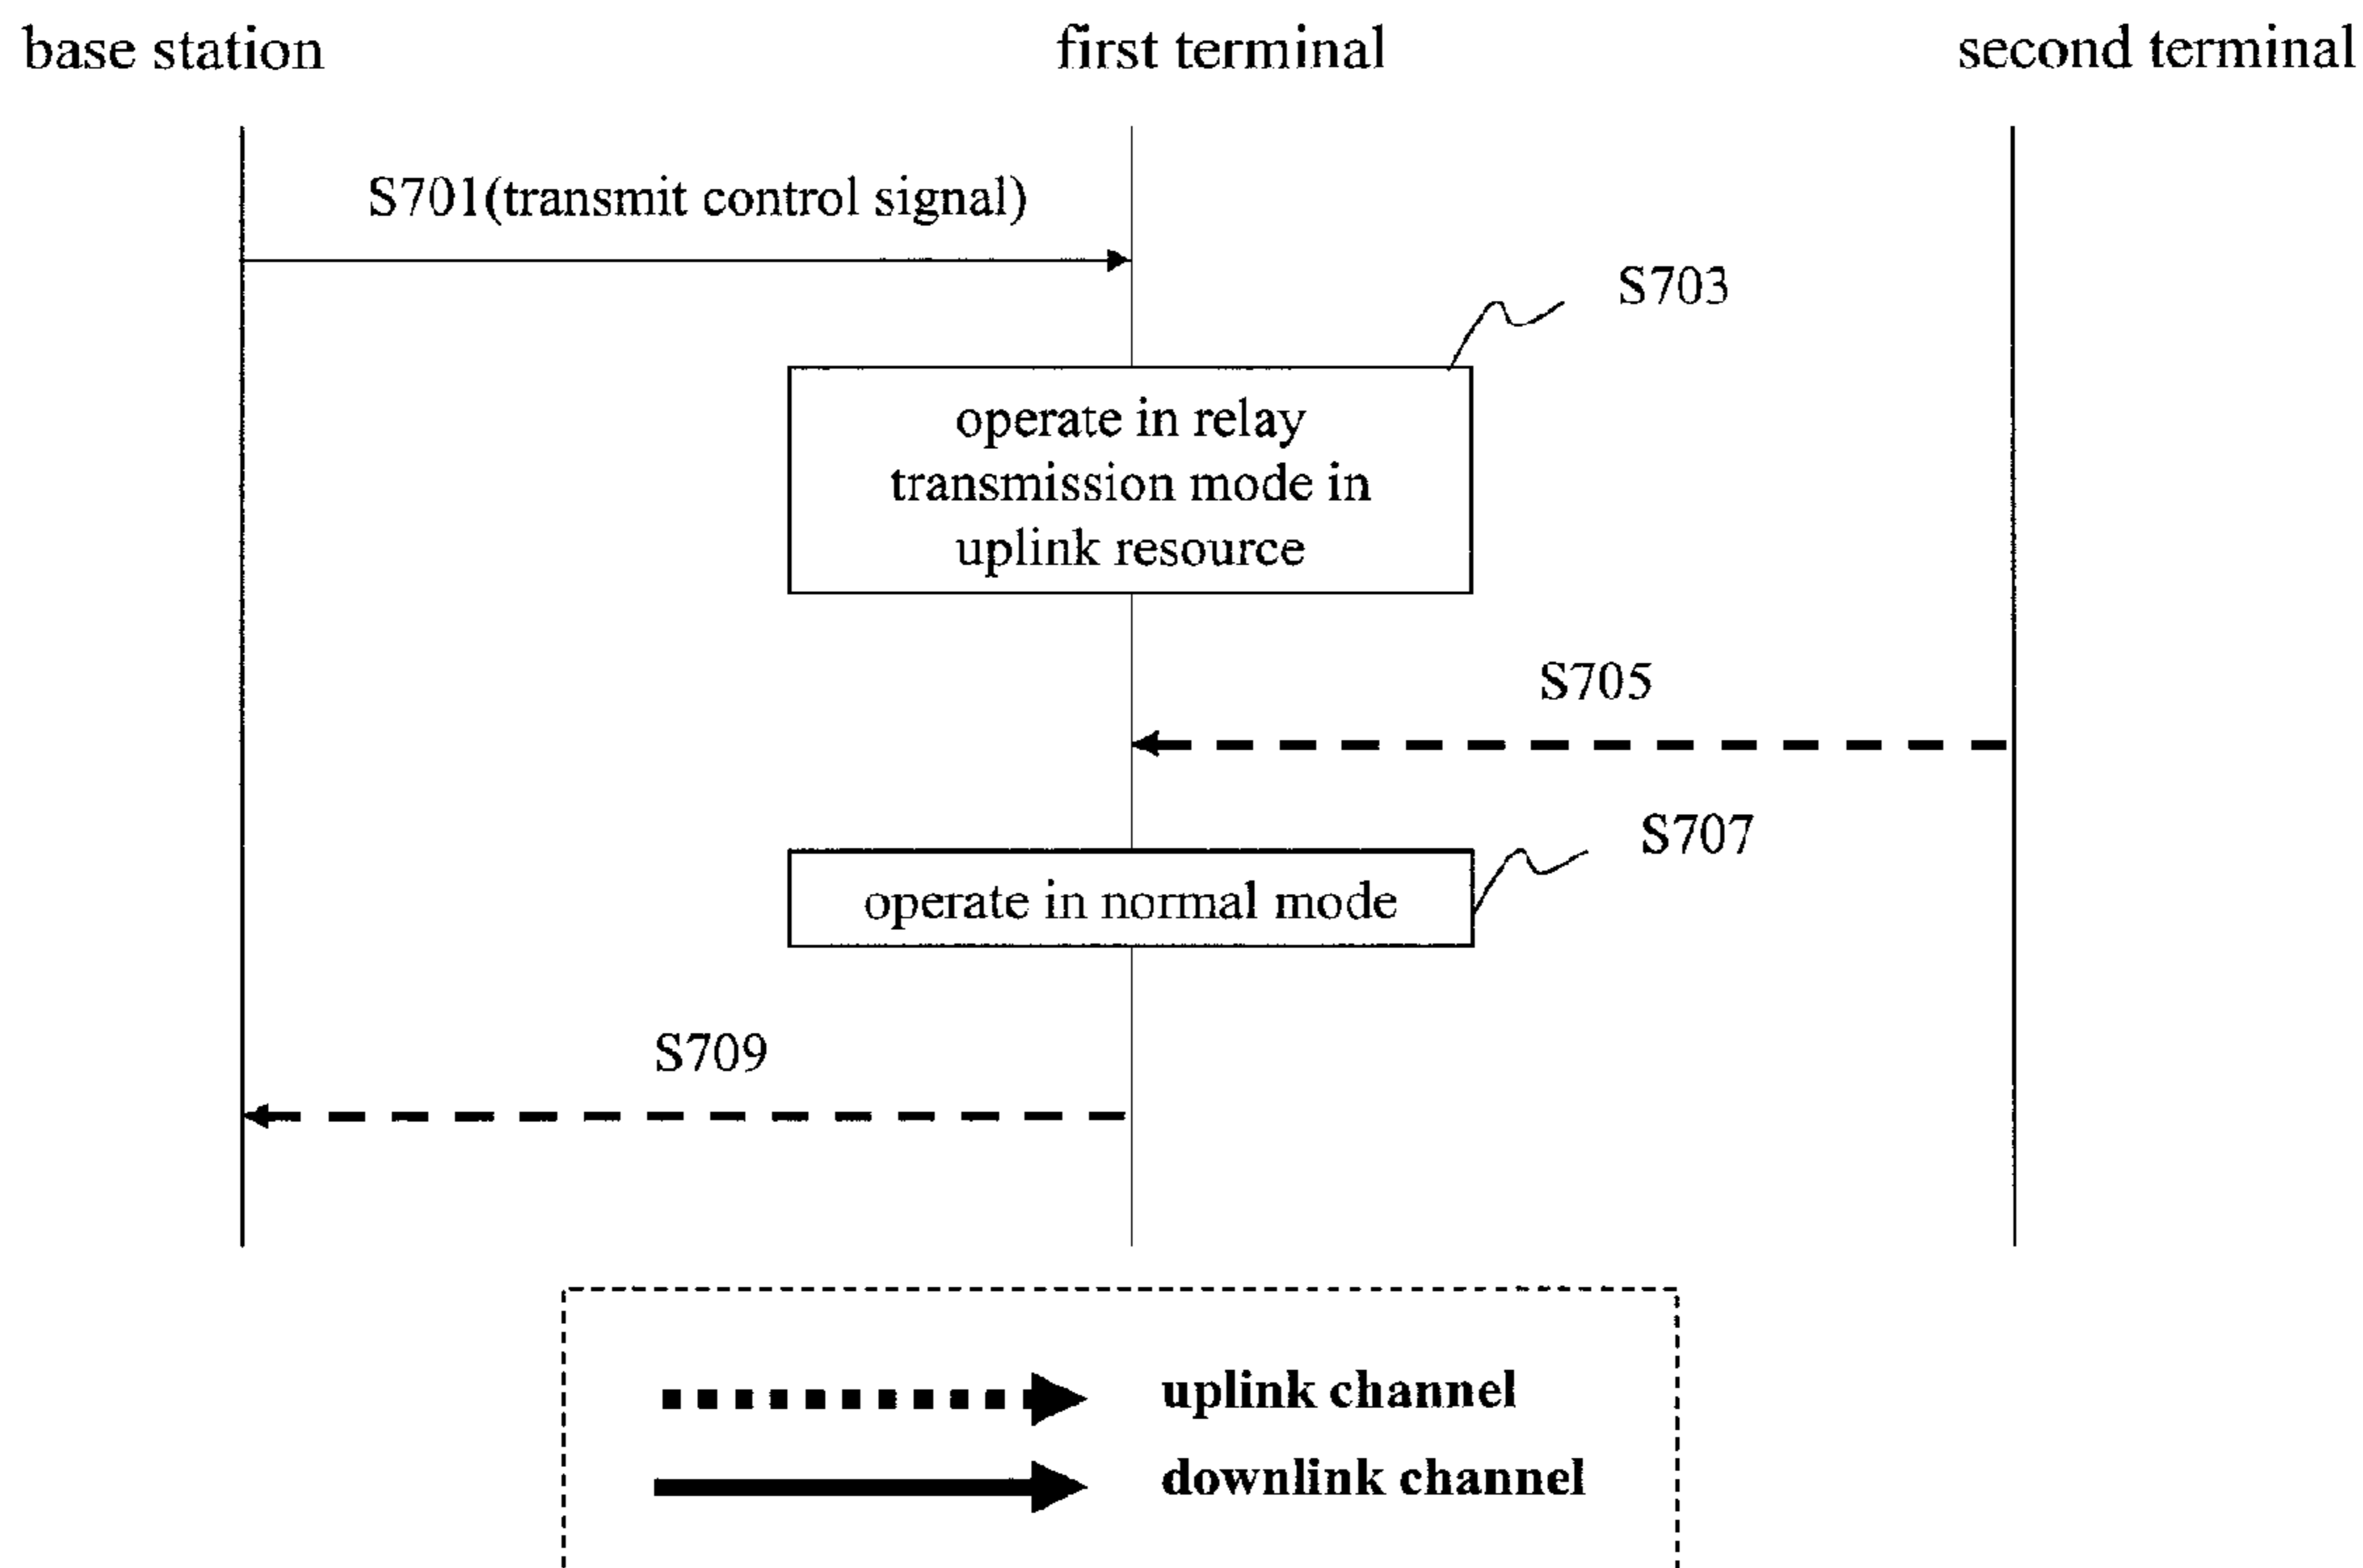 base station
first terminal
second terminal
S701(transmit control signal)
S703
operate in relay
transmission mode in
uplink resource
S705
S707
operate in normal mode
S709
uplink channel
downlink channel